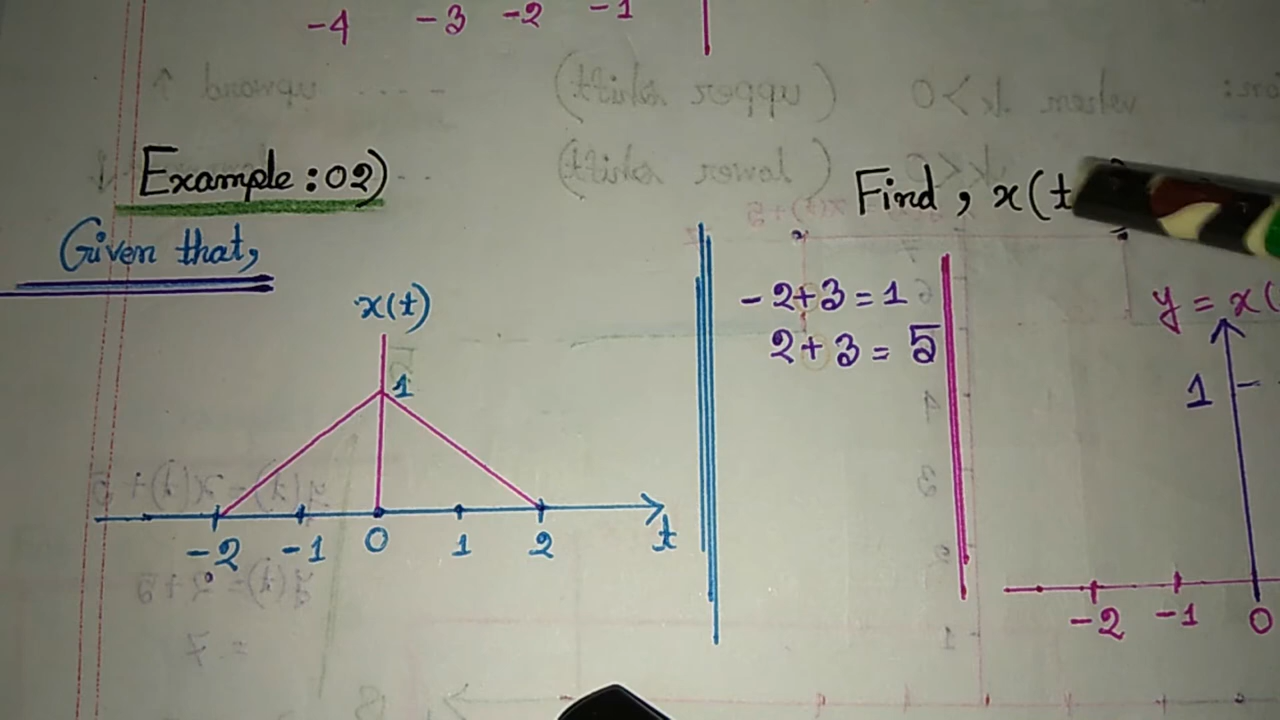 -4 -3 -2 -1
Example:02)
Given that,
x(t)
1
-2 -1 0 1 2 t
Find, x(t
-2+3=1
2+3=5
y=x(
1
-2 -1 0